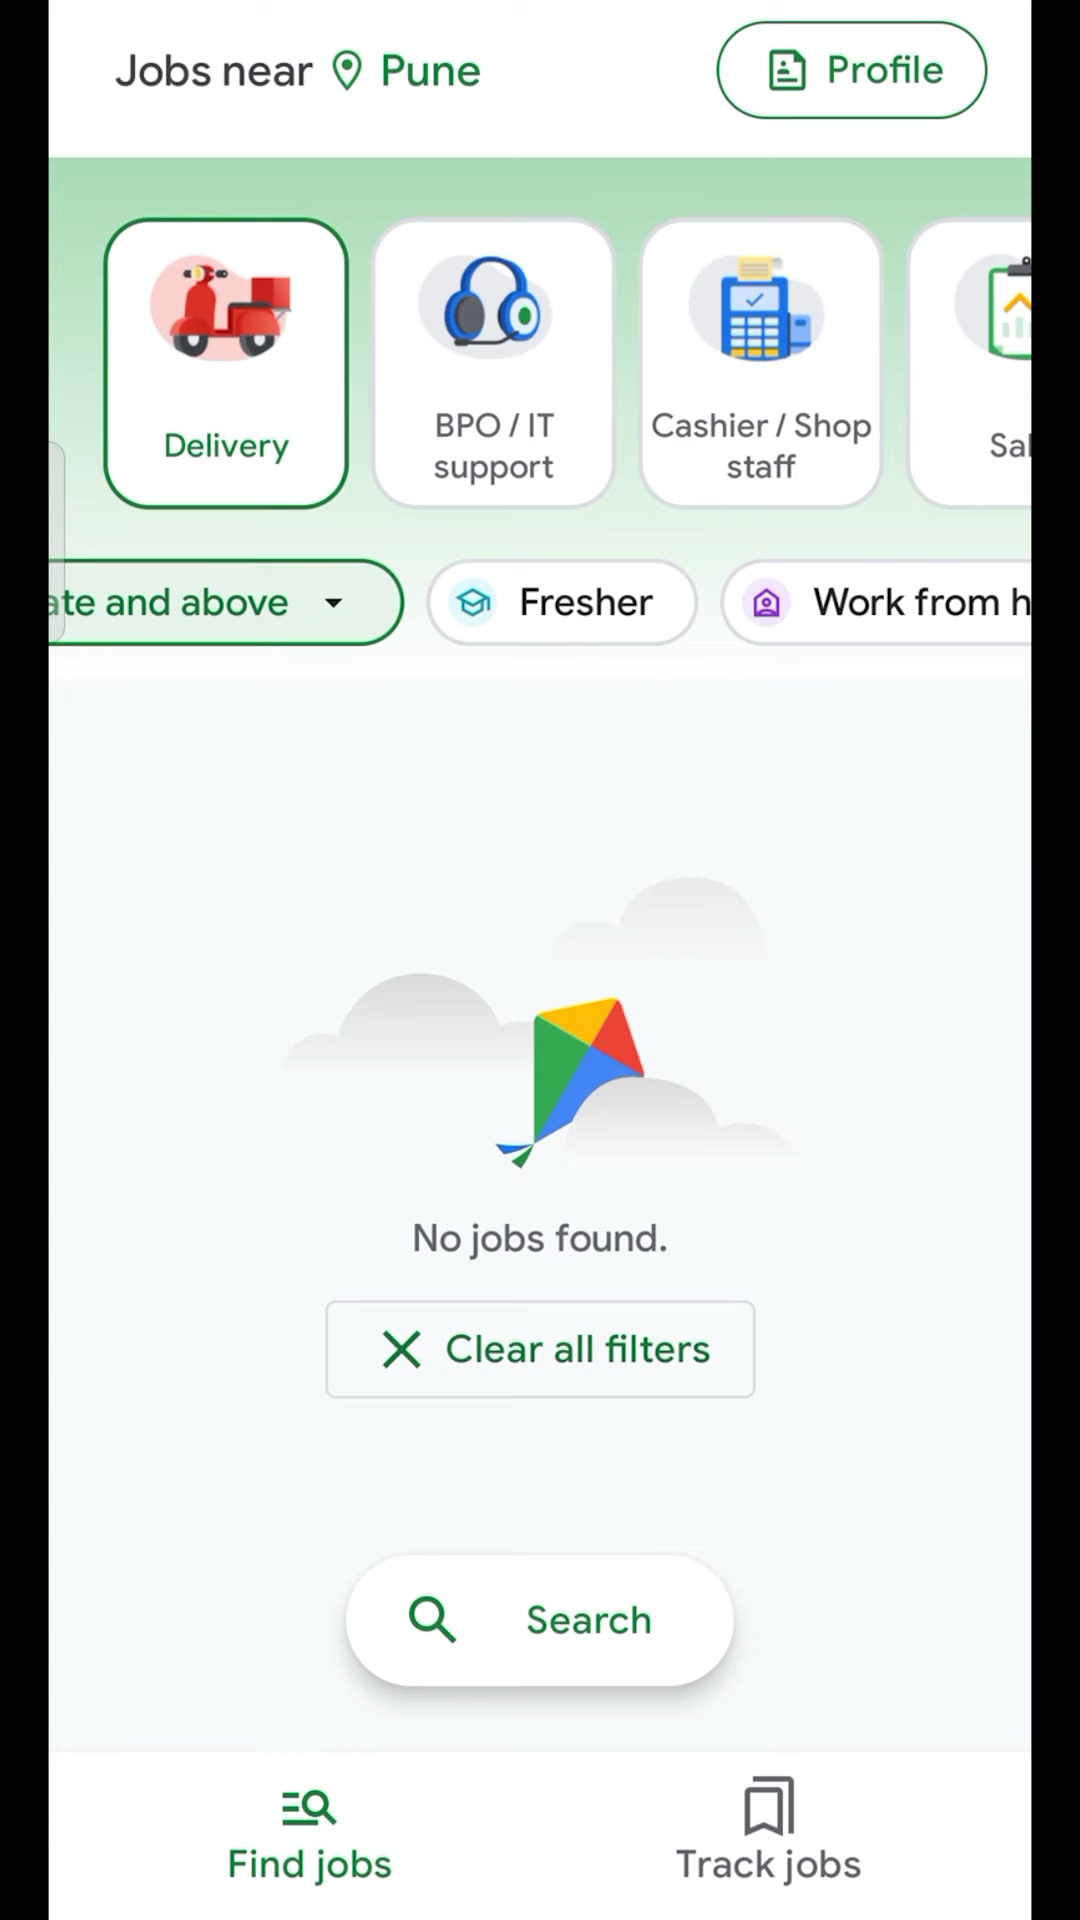 Jobs near Pune
Profile
Delivery
BPO / IT
support
Cashier / Shop
staff
Sal
ate and above
Fresher
Work from h
No jobs found.
Clear all filters
Search
Find jobs
Track jobs